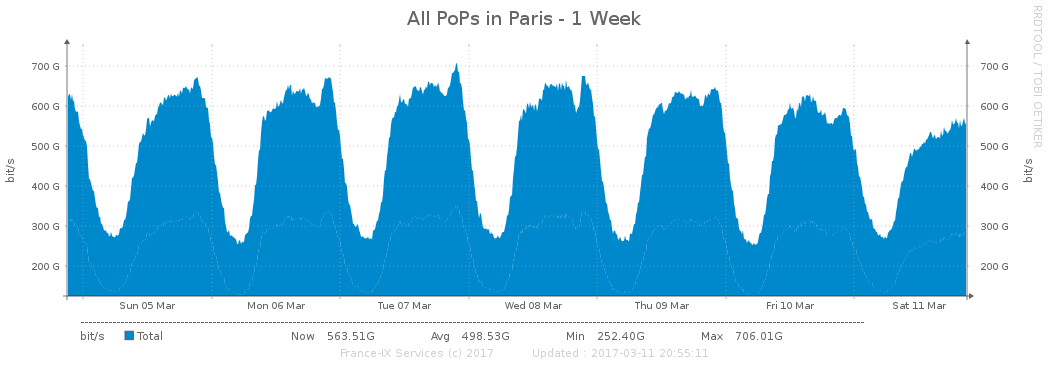 All PoPs in Paris - 1 Week
RRDTOOL / TOBI OETIKER
700 G 700 G
600 G 600 G
500 G 500 G
400 G 400 G
300 G 300 G
200 G 200 G
bit/s bit/s
Sun 05 Mar Mon 06 Mar Tue 07 Mar Wed 08 Mar Thu 09 Mar Fri 10 Mar Sat 11 Mar
bit/s Total Now 563.51G Avg 498.53G Min 252.40G Max 706.01G
France-IX Services (c) 2017 Updated : 2017-03-11 20:55:11